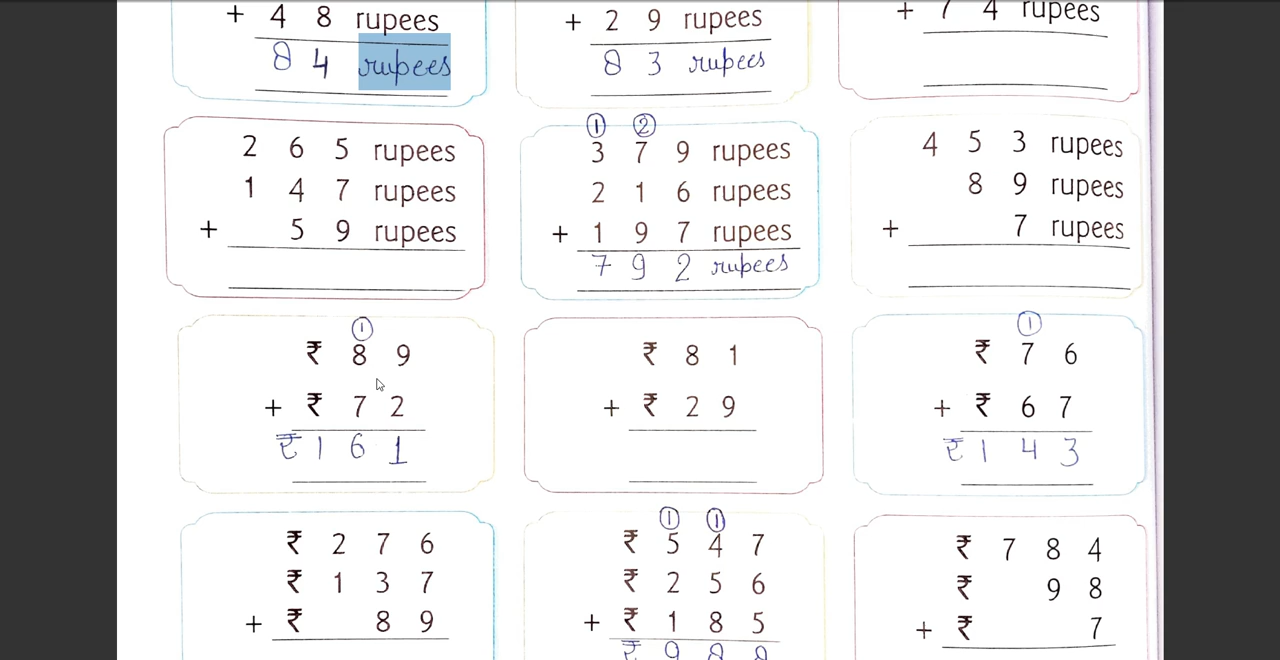 + 4 8 rupees
8 4 rupees
+ 2 9 rupees
8 3 rupees
+ 7 4 rupees
2 6 5 rupees
1 4 7 rupees
+ 5 9 rupees
1 2
3 7 9 rupees
2 1 6 rupees
+ 1 9 7 rupees
7 9 2 rupees
4 5 3 rupees
8 9 rupees
+ 7 rupees
1
₹ 8 9
+ ₹ 7 2
₹ 1 6 1
₹ 8 1
+ ₹ 2 9
1
₹ 7 6
+ ₹ 6 7
₹ 1 4 3
₹ 2 7 6
₹ 1 3 7
+ ₹ 8 9
1 1
₹ 5 4 7
₹ 2 5 6
+ ₹ 1 8 5
₹ 9 8 8
₹ 7 8 4
₹ 9 8
+ ₹ 7